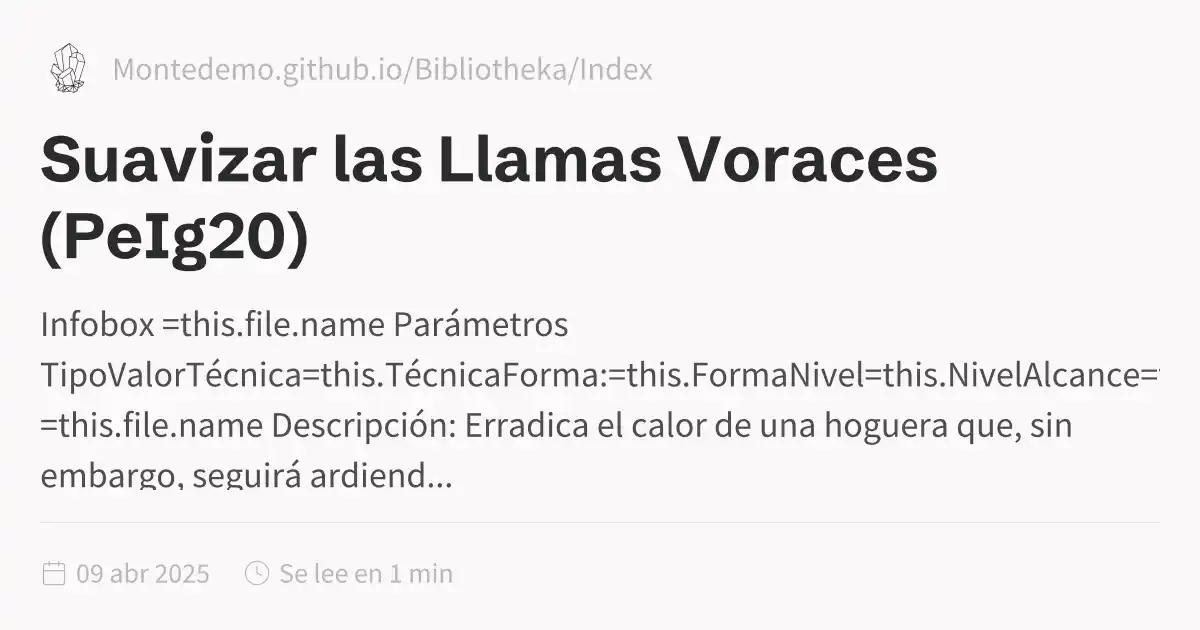 Montedemo.github.io/Bibliotheka/Index
Suavizar las Llamas Voraces
(PeIg20)
Infobox =this.file.name Parámetros
TipoValorTécnica=this.TécnicaForma:=this.FormaNivel=this.NivelAlcance=
=this.file.name Descripción: Erradica el calor de una hoguera que, sin
embargo, seguirá ardiend...
09 abr 2025
Se lee en 1 min